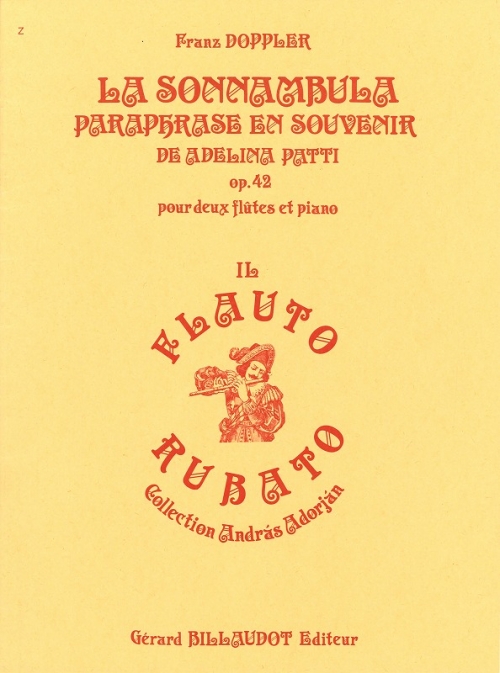 z
Franz DOPPLER
LA SONNAMBULA
PARAPHRASE EN SOUVENIR
DE ADELINA PATTI
op. 42
pour deux flûtes et piano
IL
FLAUTO
RUBATO
Collection András Adorján
Gérard BILLAUDOT Editeur